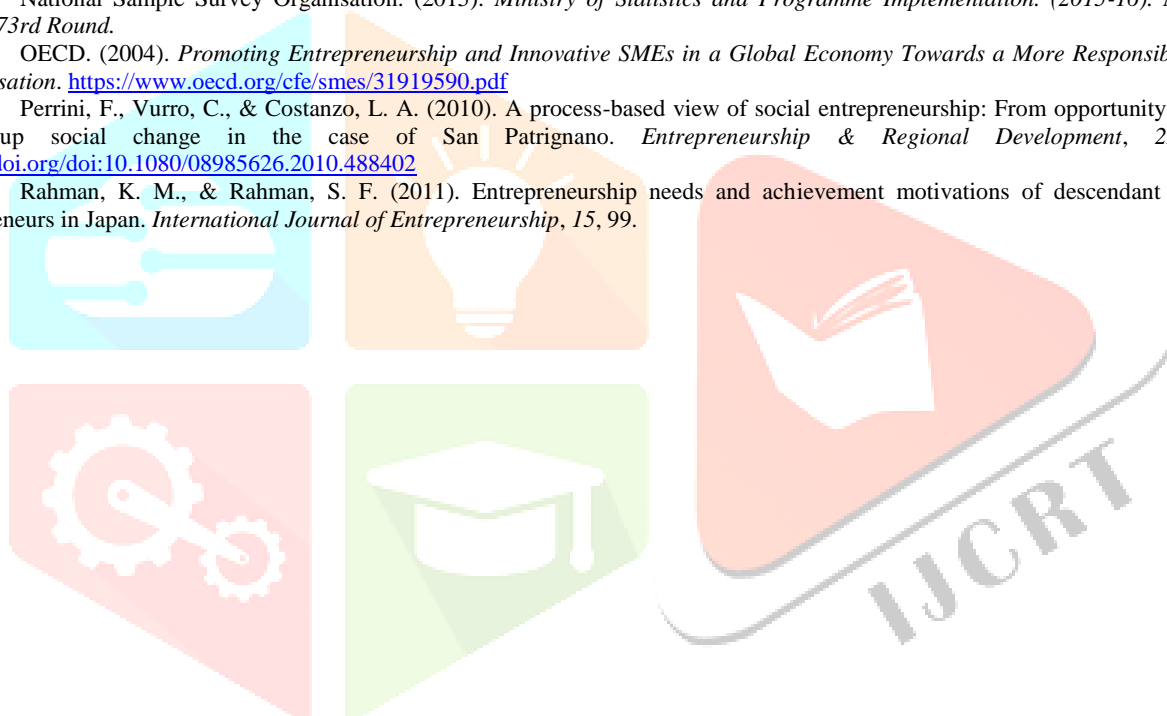 National Sample Survey Organisation. (2015). Ministry of Statistics and Programme Implementation. (2015-16).
73rd Round.
OECD. (2004). Promoting Entrepreneurship and Innovative SMEs in a Global Economy Towards a More Responsib
sation. https://www.oecd.org/cfe/smes/31919590.pdf
Perrini, F., Vurro, C., & Costanzo, L. A. (2010). A process-based view of social entrepreneurship: From opportunity
up social change in the case of San Patrignano. Entrepreneurship & Regional Development, 2
doi.org/doi:10.1080/08985626.2010.488402
Rahman, K. M., & Rahman, S. F. (2011). Entrepreneurship needs and achievement motivations of descendant
eneurs in Japan. International Journal of Entrepreneurship, 15, 99.
IJCRT